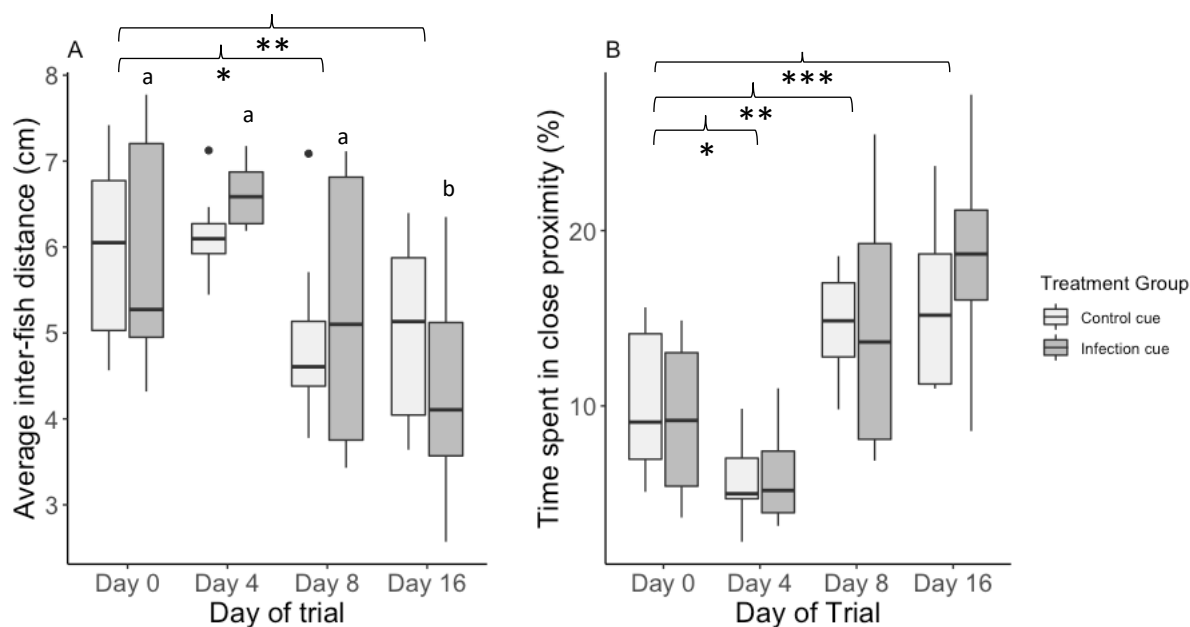 A
**
*
a
a
a
b
8
7
6
5
4
3
Average inter-fish distance (cm)
Day 0 Day 4 Day 8 Day 16
Day of trial
B
***
**
*
20
10
Time spent in close proximity (%)
Day 0 Day 4 Day 8 Day 16
Day of Trial
Treatment Group
Control cue
Infection cue